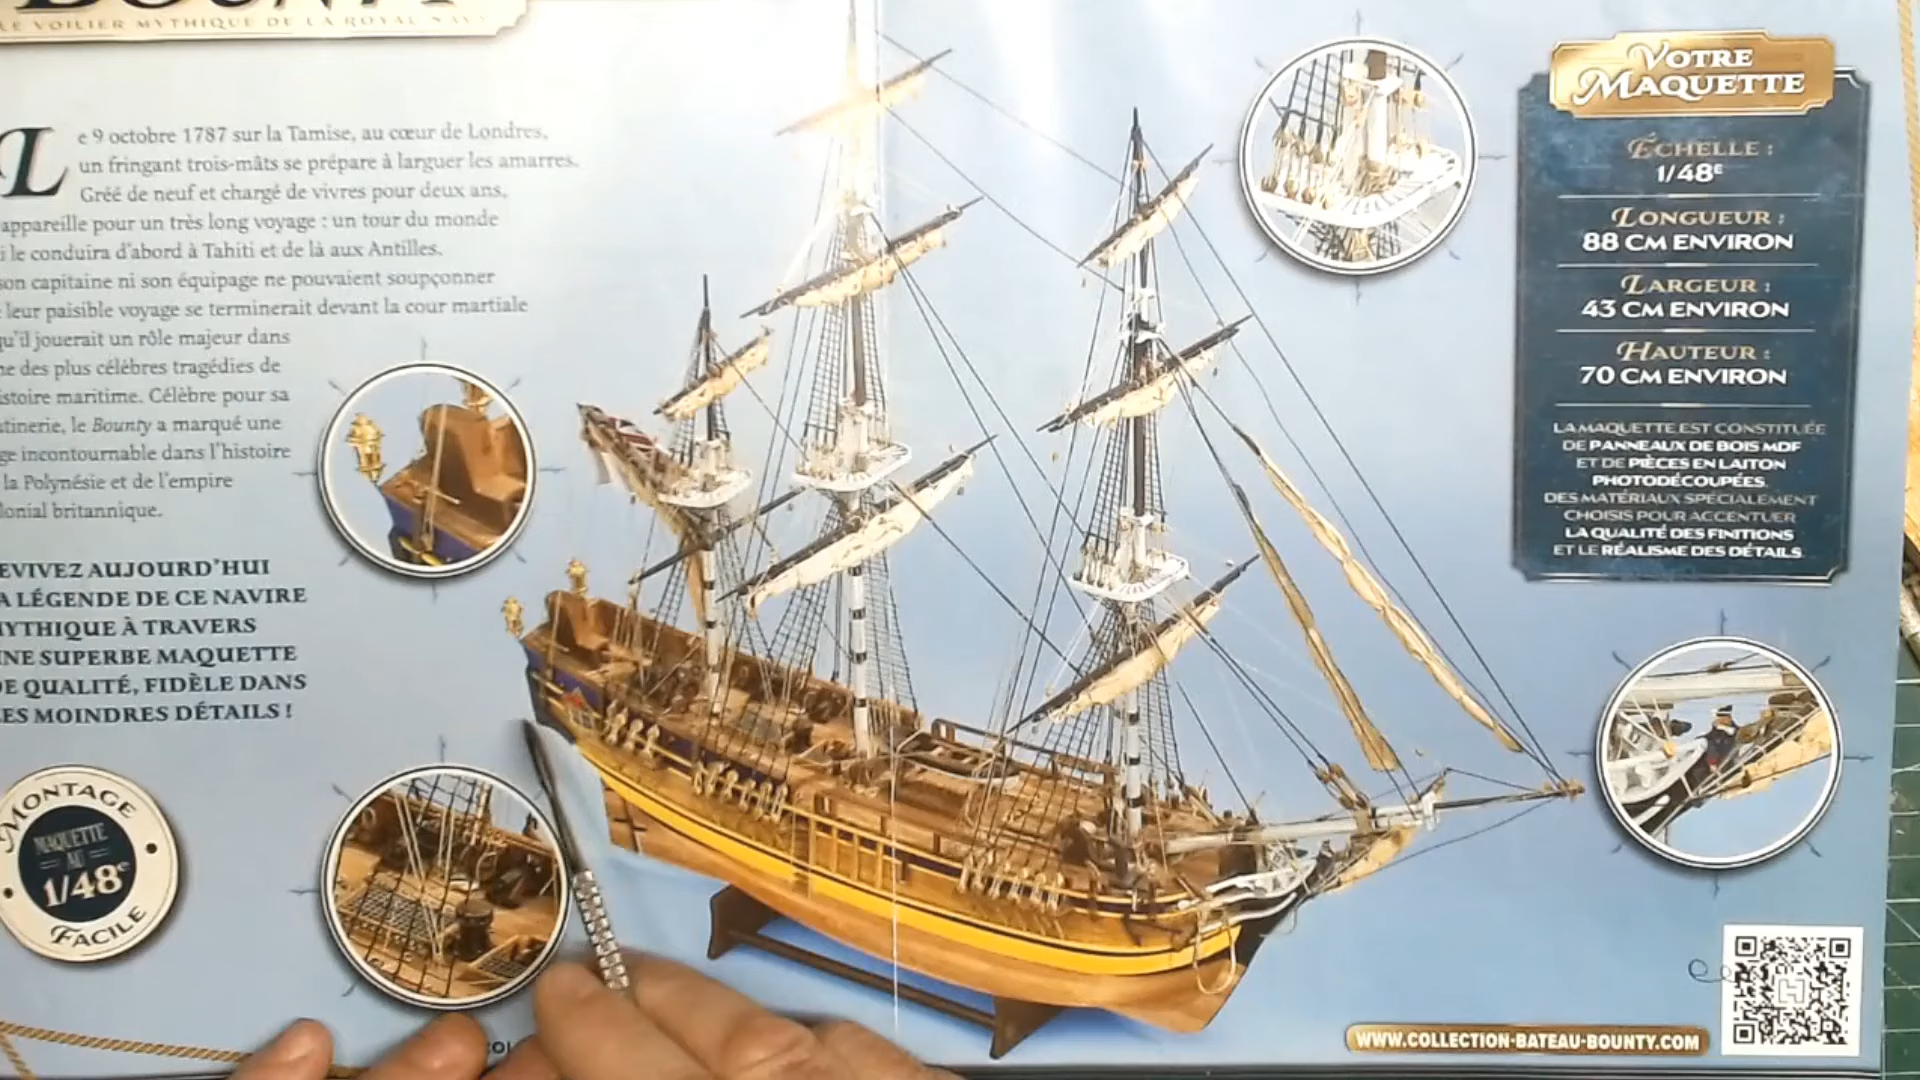 LE VOILIER MYTHIQUE DE LA ROYAL NAVY
Le 9 octobre 1787 sur la Tamise, au cœur de Londres,
un fringant trois-mâts se prépare à larguer les amarres.
Gréé de neuf et chargé de vivres pour deux ans,
appareille pour un très long voyage : un tour du monde
i le conduira d'abord à Tahiti et de là aux Antilles.
son capitaine ni son équipage ne pouvaient soupçonner
leur paisible voyage se terminerait devant la cour martiale
qu'il jouerait un rôle majeur dans
ne des plus célèbres tragédies de
istoire maritime. Célèbre pour sa
tinerie, le Bounty a marqué une
ge incontournable dans l'histoire
la Polynésie et de l'empire
lonial britannique.
EVIVEZ AUJOURD'HUI
A LÉGENDE DE CE NAVIRE
MYTHIQUE À TRAVERS
UNE SUPERBE MAQUETTE
DE QUALITÉ, FIDÈLE DANS
LES MOINDRES DÉTAILS !
MONTAGE
MAQUETTE
AU
1/48e
FACILE
VOTRE
MAQUETTE
ÉCHELLE :
1/48E
LONGUEUR :
88 CM ENVIRON
LARGEUR :
43 CM ENVIRON
HAUTEUR :
70 CM ENVIRON
LA MAQUETTE EST CONSTITUÉE
DE PANNEAUX DE BOIS MDF
ET DE PIÈCES EN LAITON
PHOTODÉCOUPÉES.
DES MATÉRIAUX SPÉCIALEMENT
CHOISIS POUR ACCENTUER
LA QUALITÉ DES FINITIONS
ET LE RÉALISME DES DÉTAILS
WWW.COLLECTION-BATEAU-BOUNTY.COM